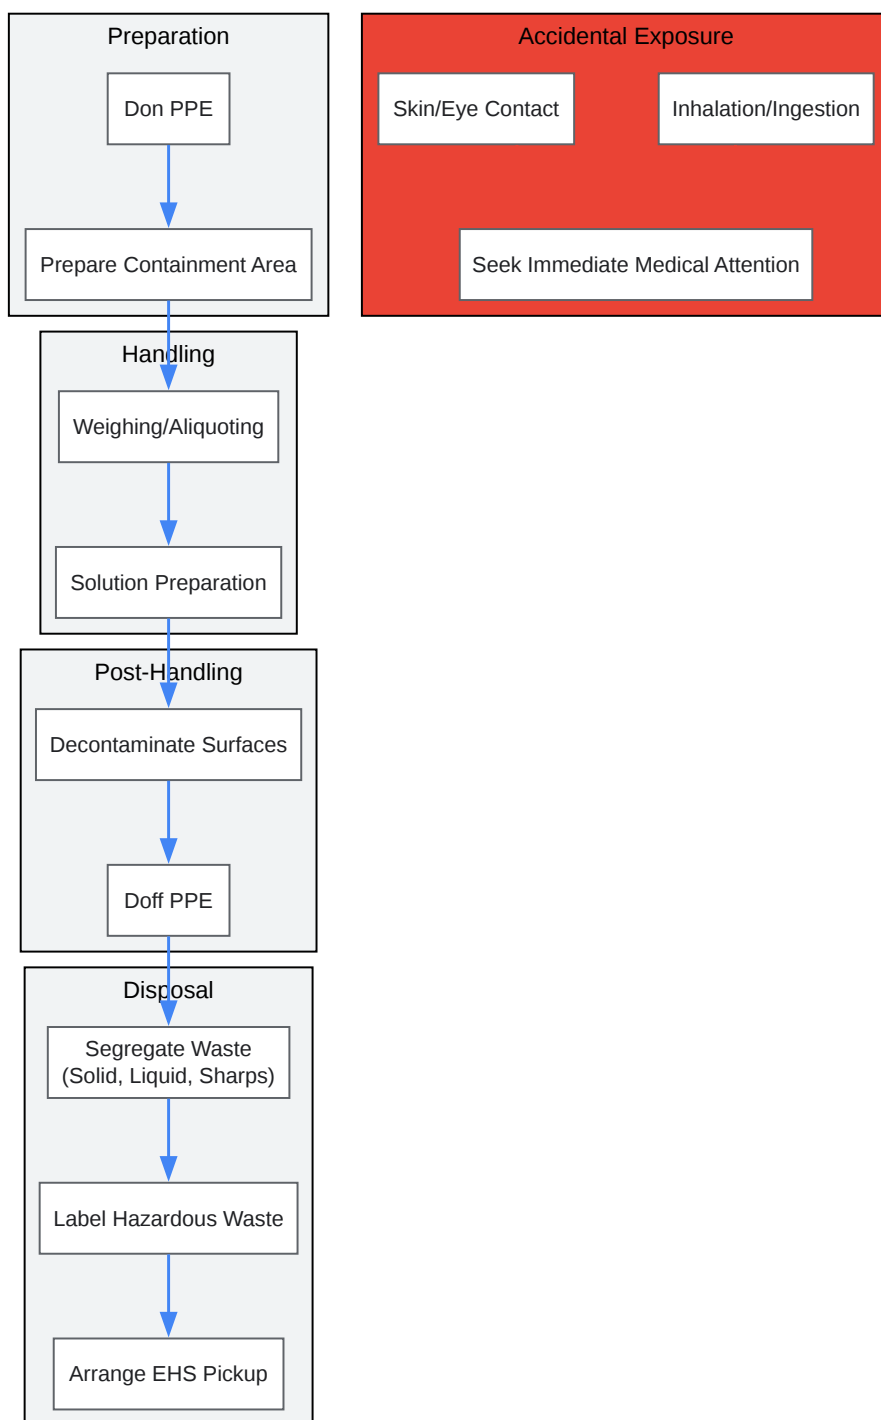 Preparation
Don PPE
Prepare Containment Area
Accidental Exposure
Skin/Eye Contact
Inhalation/Ingestion
Seek Immediate Medical Attention
Handling
Weighing/Aliquoting
Solution Preparation
Post-Handling
Decontaminate Surfaces
Doff PPE
Disposal
Segregate Waste
(Solid, Liquid, Sharps)
Label Hazardous Waste
Arrange EHS Pickup